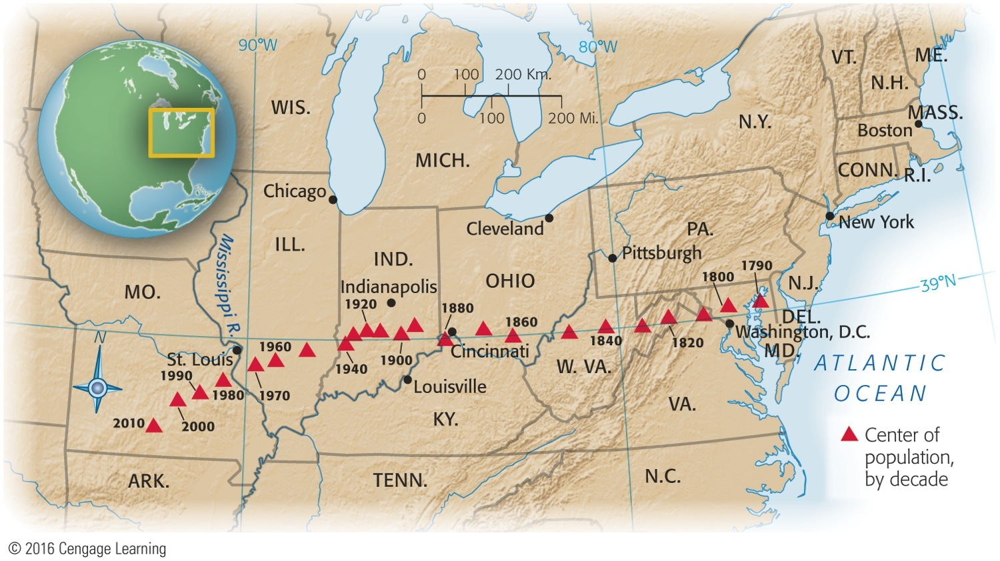 90°W
80°W
0 100 200 Km.
0 100 200 Mi.
WIS.
MICH.
N.Y.
VT.
N.H.
ME.
MASS.
Boston
CONN.
R.I.
Chicago
Cleveland
New York
Pittsburgh
PA.
ILL.
IND.
OHIO
MO.
Mississippi R.
Indianapolis
1920
1880
1860
1800
1790
N.J.
39°N
DEL.
Washington, D.C.
MD.
1840
1820
N
St. Louis
1960
1940
1900
Cincinnati
W. VA.
ATLANTIC
OCEAN
1990
1980
1970
Louisville
2010
2000
KY.
VA.
ARK.
TENN.
N.C.
Center of
population,
by decade
© 2016 Cengage Learning